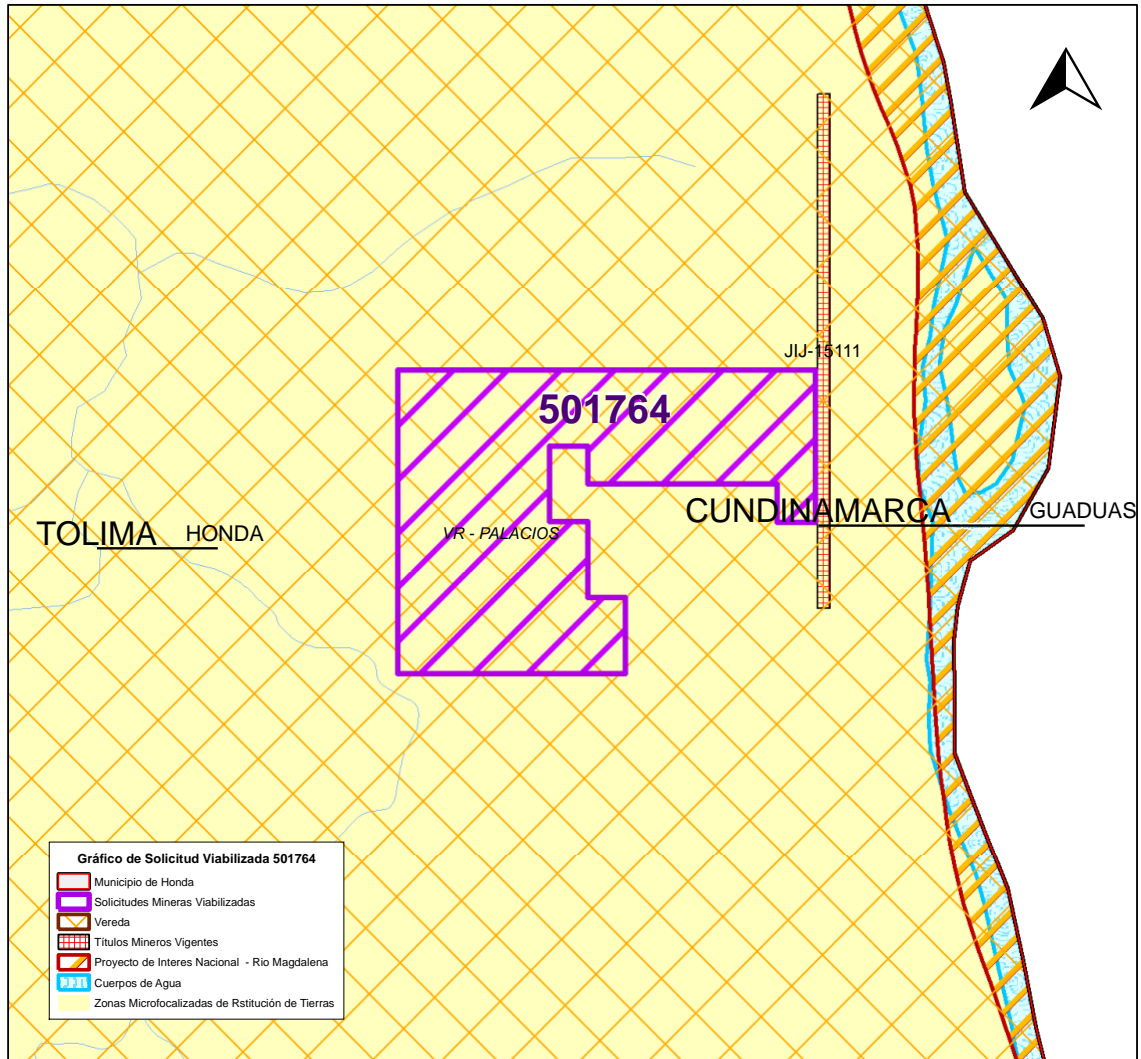 JIJ-15111
501764
CUNDINAMARCA
GUADUAS
TOLIMA
HONDA
VR - PALACIOS
Gráfico de Solicitud Viabilizada 501764
Municipio de Honda
Solicitudes Mineras Viabilizadas
Vereda
Títulos Mineros Vigentes
Proyecto de Interes Nacional - Rio Magdalena
Cuerpos de Agua
Zonas Microfocalizadas de Rstitución de Tierras